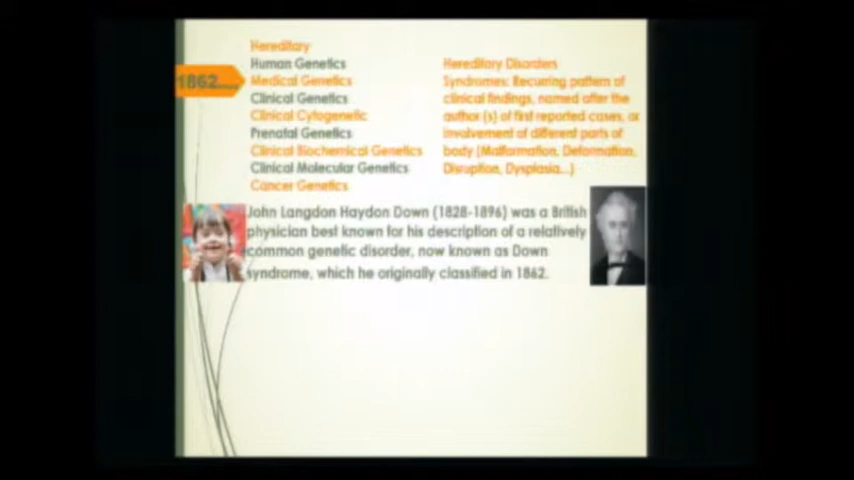 1862......
Hereditary
Human Genetics
Medical Genetics
Clinical Genetics
Clinical Cytogenetic
Prenatal Genetics
Clinical Biochemical Genetics
Clinical Molecular Genetics
Cancer Genetics
Hereditary Disorders
Syndromes: Recurring pattern of
clinical findings, named after the
author (s) of first reported cases, or
involvement of different parts of
body (Malformation, Deformation,
Disruption, Dysplasia...)
John Langdon Haydon Down (1828-1896) was a British
physician best known for his description of a relatively
common genetic disorder, now known as Down
syndrome, which he originally classified in 1862.